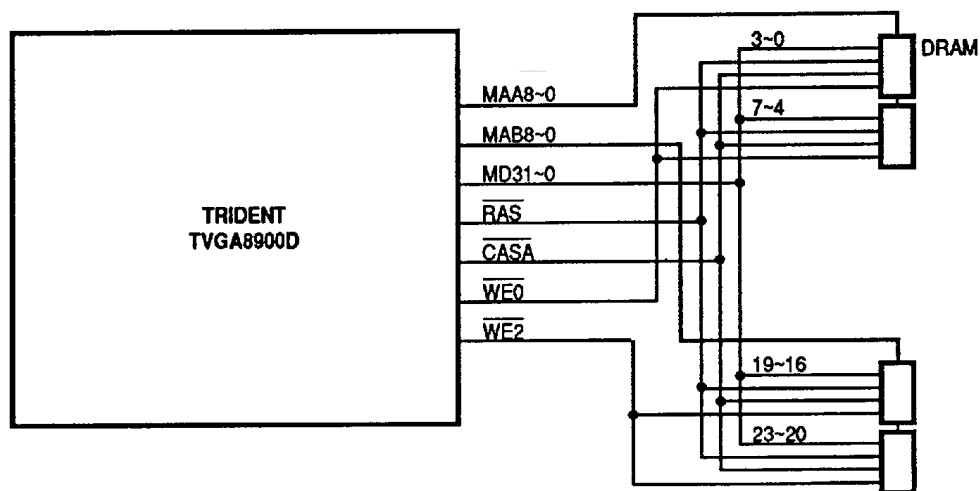 3~0
DRAM
MAA8~0
7~4
MAB8~0
MD31~0
TRIDENT
TVGA8900D
RAS
CASA
WE0
WE2
19~16
23~20